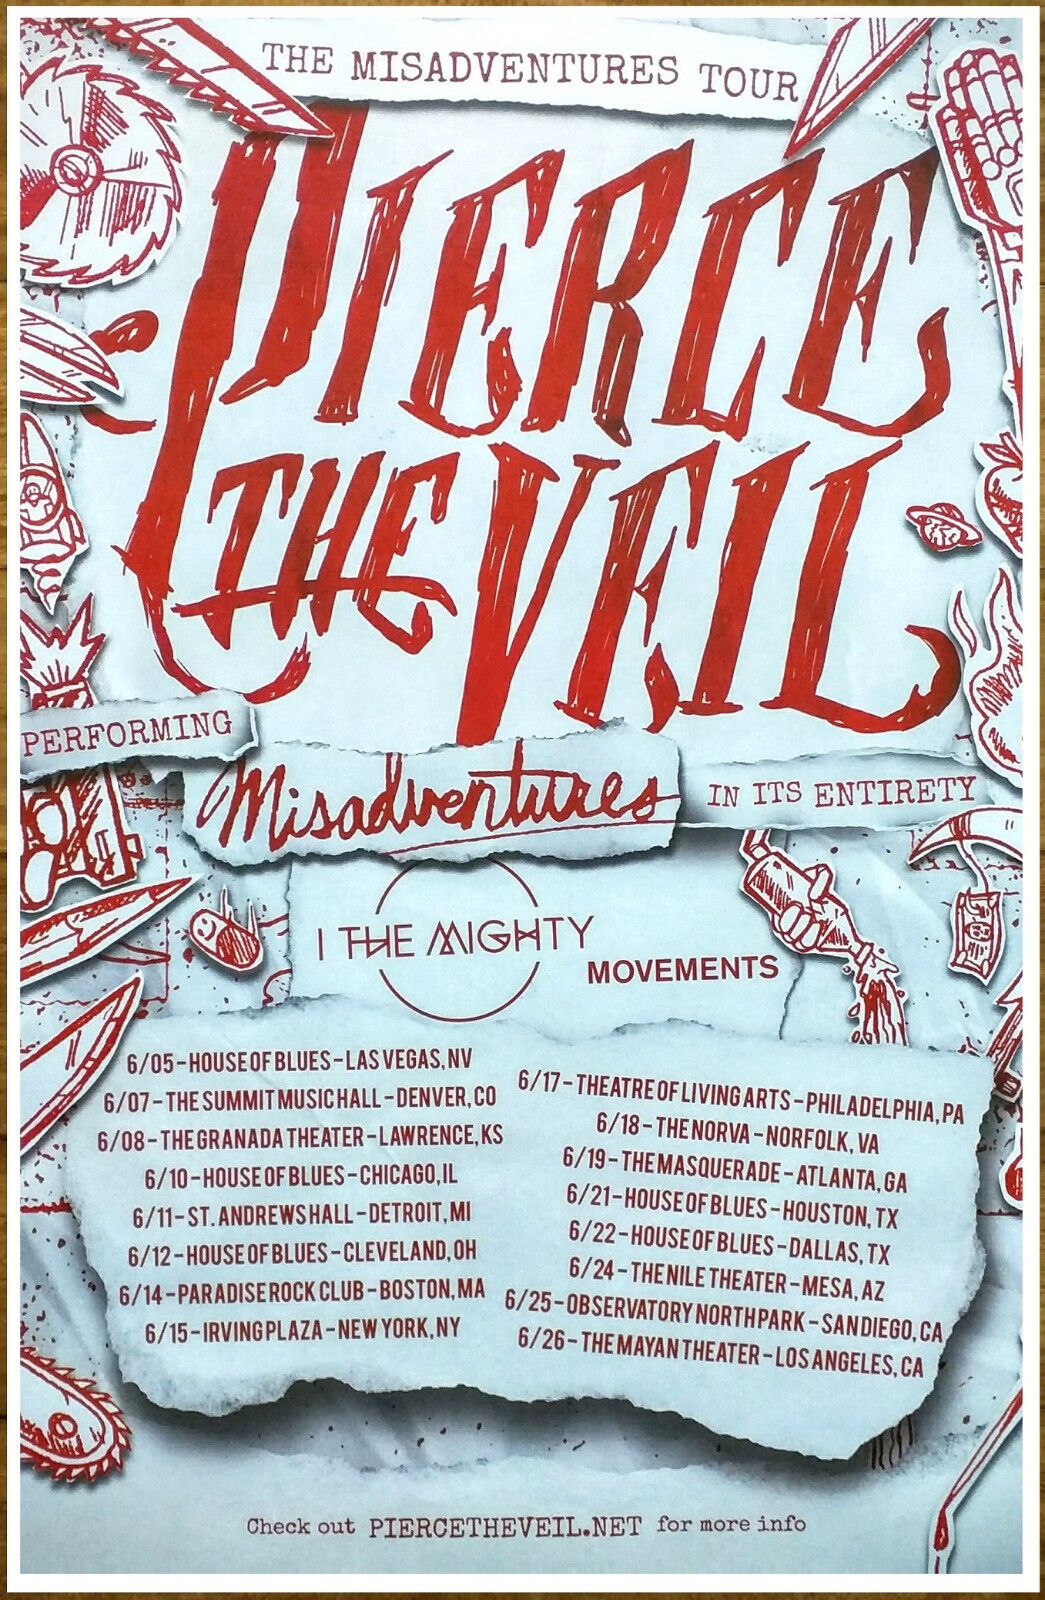 THE MISADVENTURES TOUR
PIERCE
THE VEIL
PERFORMING
Misadventures
IN ITS ENTIRETY
I THE MIGHTY
MOVEMENTS
6/05-HOUSE OF BLUES-LAS VEGAS, NV
6/07-THE SUMMIT MUSIC HALL-DENVER, CO
6/08-THE GRANADA THEATER-LAWRENCE, KS
6/10-HOUSE OF BLUES-CHICAGO, IL
6/11-ST. ANDREWS HALL-DETROIT, MI
6/12-HOUSE OF BLUES-CLEVELAND, OH
6/14-PARADISE ROCK CLUB-BOSTON, MA
6/15-IRVING PLAZA-NEW YORK, NY
6/17-THEATRE OF LIVING ARTS-PHILADELPHIA, PA
6/18-THE NORVA-NORFOLK, VA
6/19-THE MASQUERADE-ATLANTA, GA
6/21-HOUSE OF BLUES-HOUSTON, TX
6/22-HOUSE OF BLUES-DALLAS, TX
6/24-THE NILE THEATER-MESA, AZ
6/25-OBSERVATORY NORTH PARK-SAN DIEGO, CA
6/26-THE MAYAN THEATER-LOS ANGELES, CA
Check out PIERCETHEVEIL.NET for more info